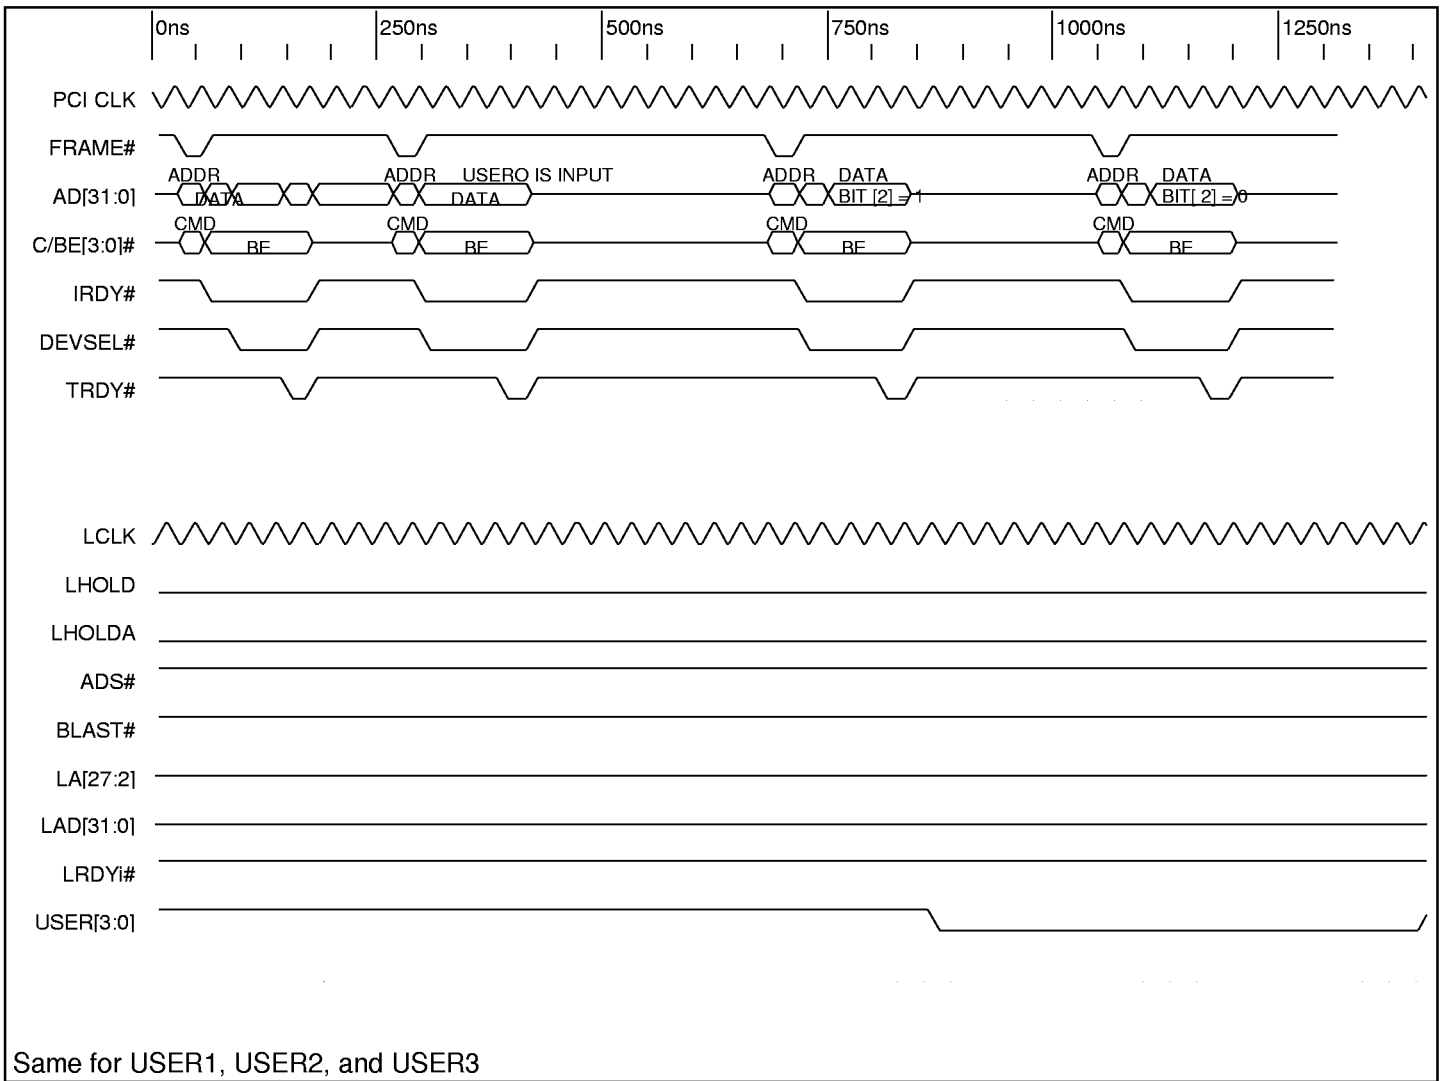 0ns 250ns 500ns 750ns 1000ns 1250ns
PCI CLK
FRAME#
ADDR ADDR USERO IS INPUT ADDR DATA ADDR DATA
AD[31:0] DATA DATA BIT [2] = 1 BIT[ 2] = 0
CMD CMD CMD CMD
C/BE[3:0]# BE BE BE BE
IRDY#
DEVSEL#
TRDY#
LCLK
LHOLD
LHOLDA
ADS#
BLAST#
LA[27:2]
LAD[31:0]
LRDYi#
USER[3:0]
Same for USER1, USER2, and USER3